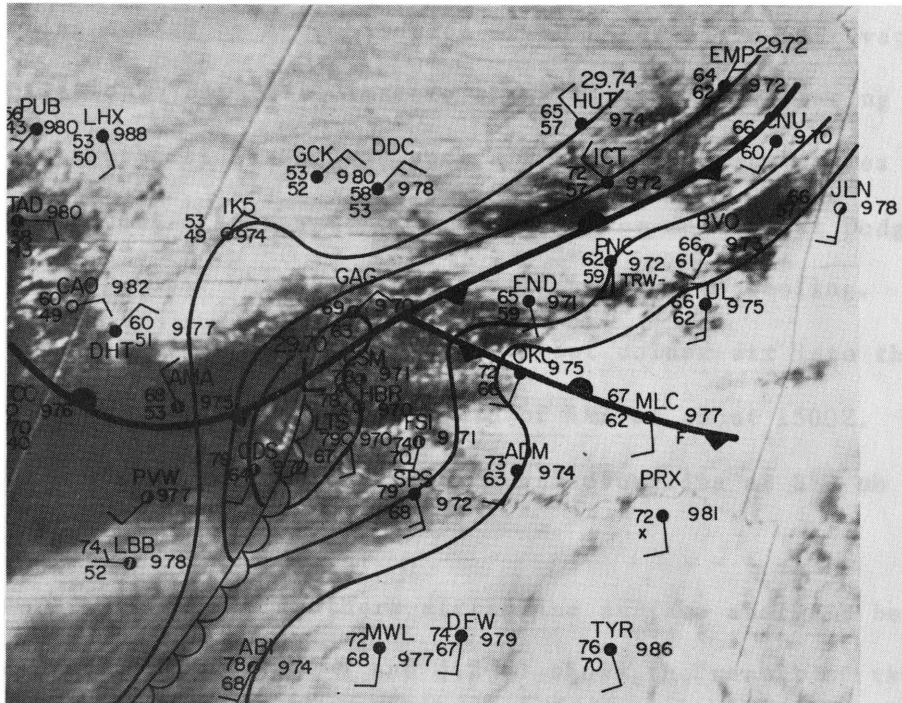 EMP 29.72
64
62 972
29.74
HUT
65
57 974
PUB
43 980
LHX
53 988
50
GCK
53
52 980
DDC
58 978
53
ICT
72
57 972
CNU
66
60 970
JLN
66
57 978
TAD
980
IK5
53
49 974
BVO
66
61 973
PNC
62 972
59 TRW-
CAO 982
60
49
60
51 977
DHT
GAG
69 970
63
END
65 971
59
TUL
66 975
62
29.70
CSM
971
OKC
72 975
66
AMA
68
53 975
976
70
40
HBR
970
LTS
970
67
FSI
74 971
70
67 MLC
62 977
F
CDS
79
64 970
ADM
73
63 974
PVW
977
SPS
79
68 972
PRX
72 981
x
LBB
74
52 978
ABI
78 974
68
MWL
72
68 977
DFW
74
67 979
TYR
76 986
70